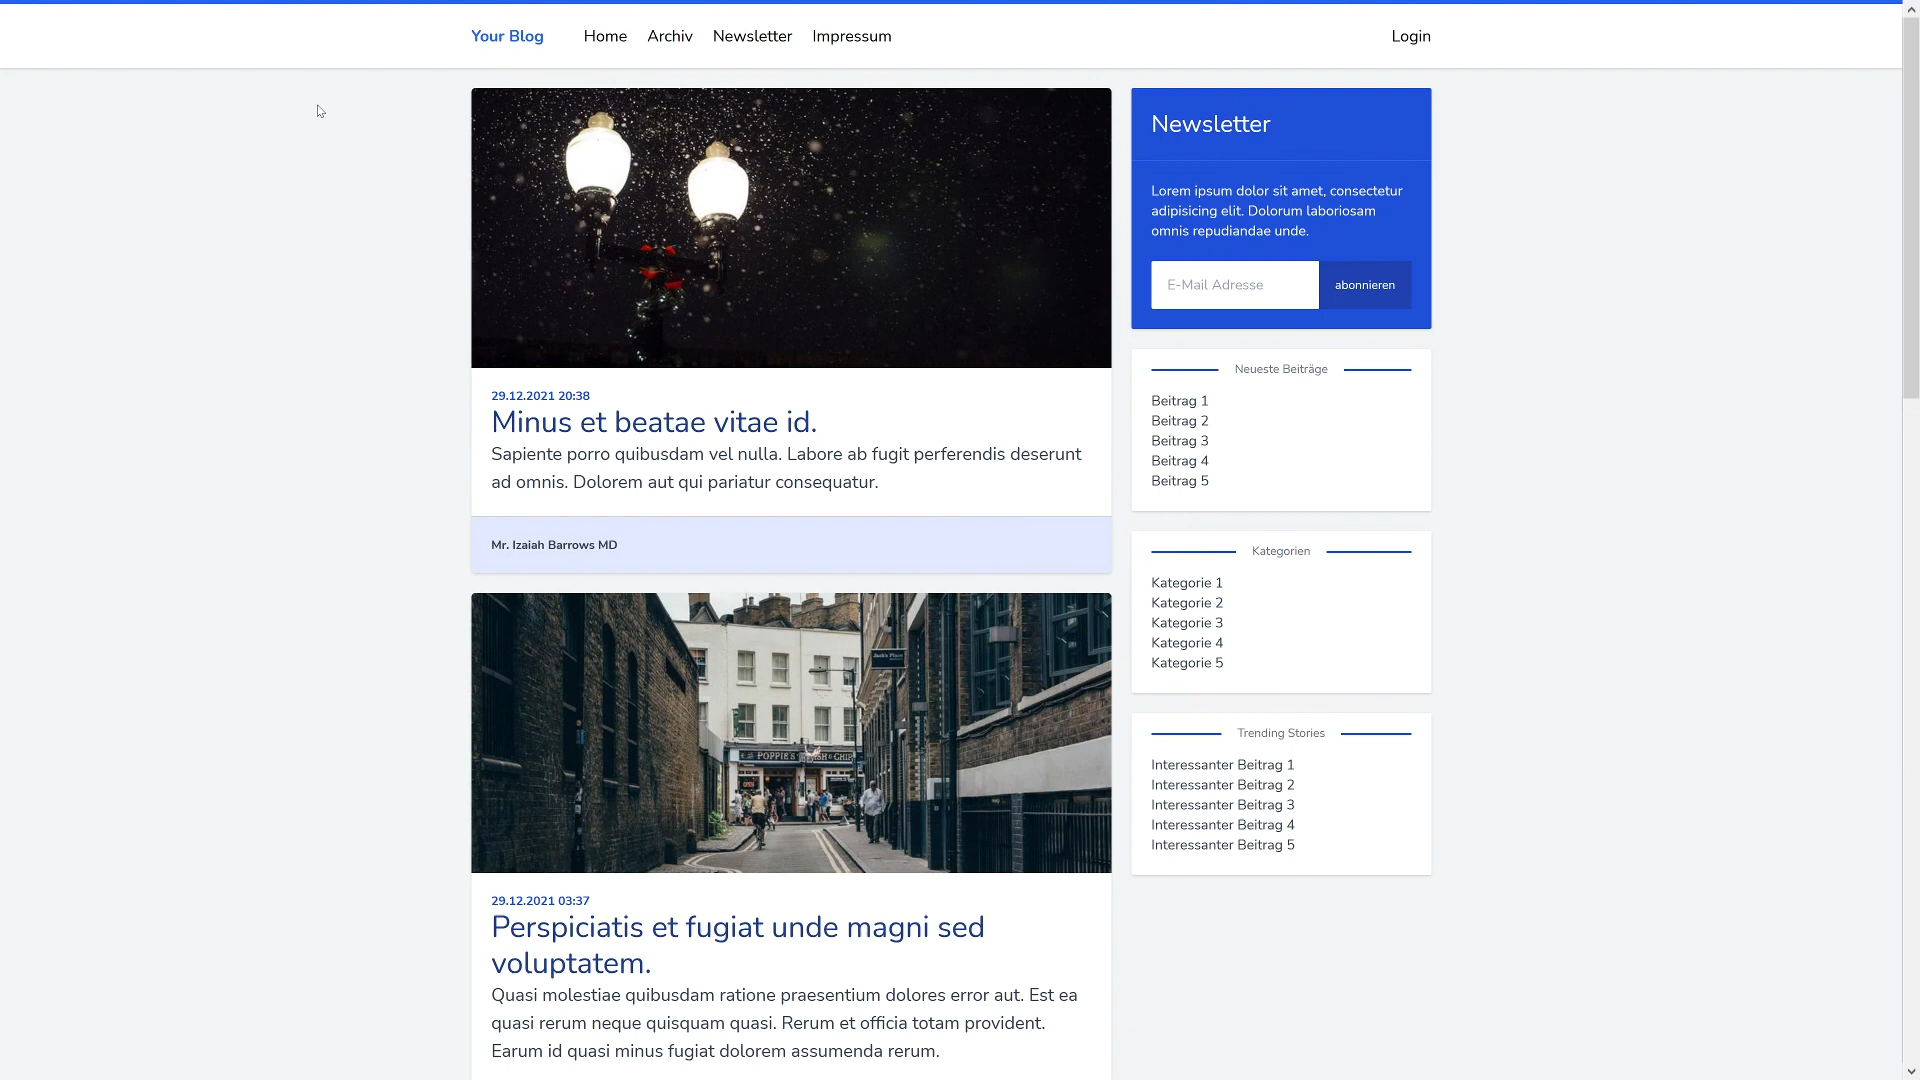 Your Blog
Home
Archiv
Newsletter
Impressum
Login
29.12.2021 20:38
Minus et beatae vitae id.
Sapiente porro quibusdam vel nulla. Labore ab fugit perferendis deserunt
ad omnis. Dolorem aut qui pariatur consequatur.
Mr. Izaiah Barrows MD
Jack's Place
POPPIE'S FISH & CHIPS
OPEN
29.12.2021 03:37
Perspiciatis et fugiat unde magni sed
voluptatem.
Quasi molestiae quibusdam ratione praesentium dolores error aut. Est ea
quasi rerum neque quisquam quasi. Rerum et officia totam provident.
Earum id quasi minus fugiat dolorem assumenda rerum.
Newsletter
Lorem ipsum dolor sit amet, consectetur
adipisicing elit. Dolorum laboriosam
omnis repudiandae unde.
E-Mail Adresse
abonnieren
Neueste Beiträge
Beitrag 1
Beitrag 2
Beitrag 3
Beitrag 4
Beitrag 5
Kategorien
Kategorie 1
Kategorie 2
Kategorie 3
Kategorie 4
Kategorie 5
Trending Stories
Interessanter Beitrag 1
Interessanter Beitrag 2
Interessanter Beitrag 3
Interessanter Beitrag 4
Interessanter Beitrag 5